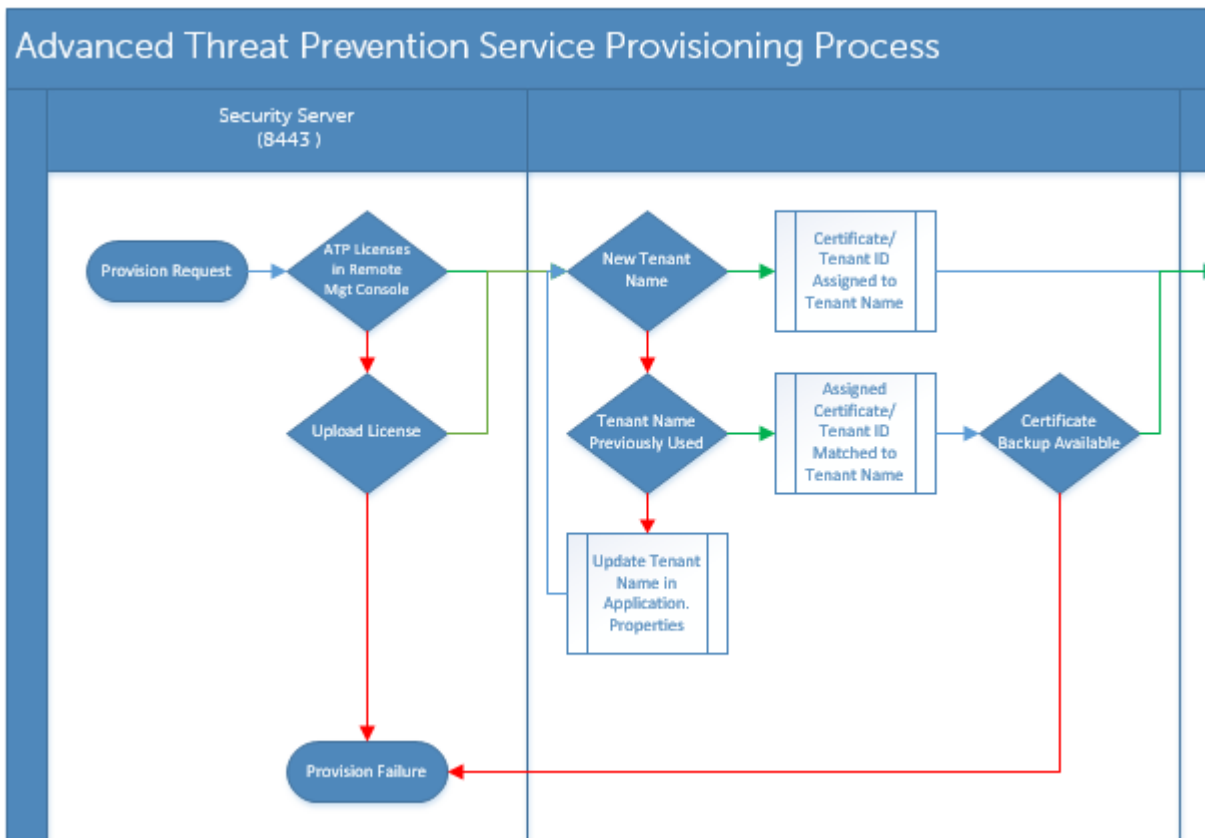 Advanced Threat Prevention Service Provisioning Process
Security Server
(8443 )
Provision Request
ATP Licenses
in Remote
Mgt Console
New Tenant
Name
Certificate/
Tenant ID
Assigned to
Tenant Name
Upload License
Tenant Name
Previously Used
Assigned
Certificate/
Tenant ID
Matched to
Tenant Name
Certificate
Backup Available
Update Tenant
Name in
Application.
Properties
Provision Failure